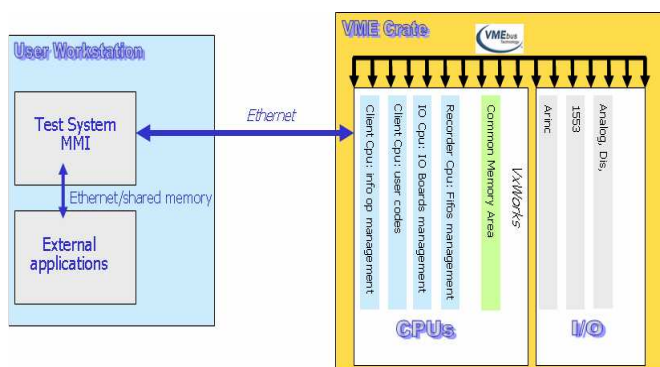 User Workstation
Test System
MMI
Ethernet/shared memory
External
applications
Ethernet
VME Crate
VMEbus
Technology
Client Cpu: info op management
Client Cpu: user codes
IO Cpu: IO Boards management
Recorder Cpu: Fifos management
Common Memory Area
VxWorks
CPUs
Arinc
1553
Analog, Dis,
I/O